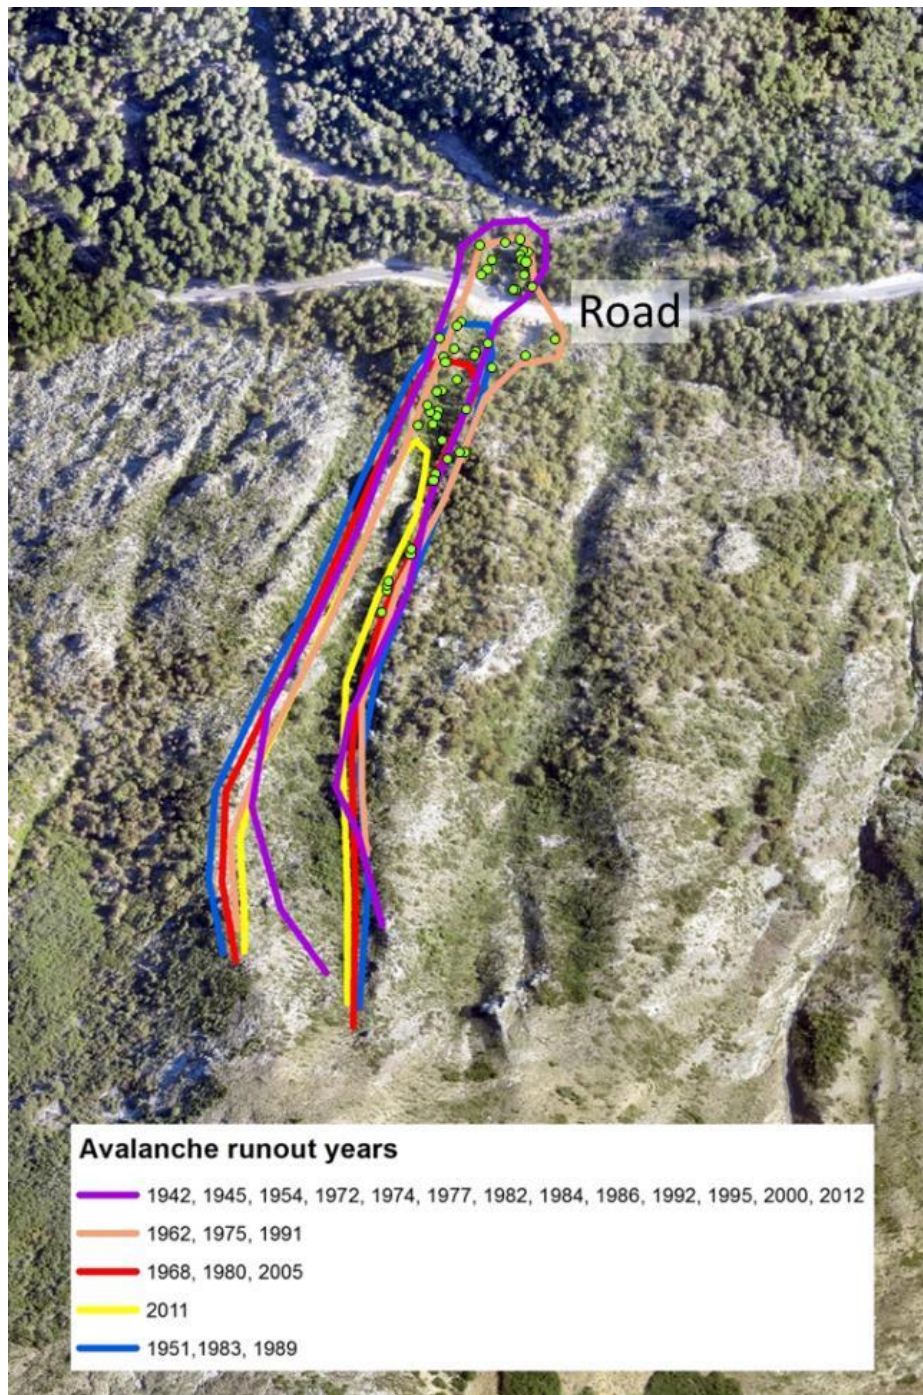 Road
Avalanche runout years
1942, 1945, 1954, 1972, 1974, 1977, 1982, 1984, 1986, 1992, 1995, 2000, 2012
1962, 1975, 1991
1968, 1980, 2005
2011
1951,1983, 1989